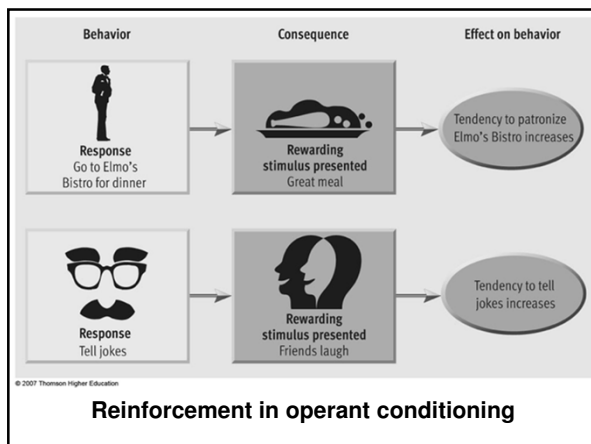 Behavior
Consequence
Effect on behavior
Response
Go to Elmo's
Bistro for dinner
Rewarding
stimulus presented
Great meal
Tendency to patronize
Elmo's Bistro increases
Response
Tell jokes
Rewarding
stimulus presented
Friends laugh
Tendency to tell
jokes increases
© 2007 Thomson Higher Education
Reinforcement in operant conditioning